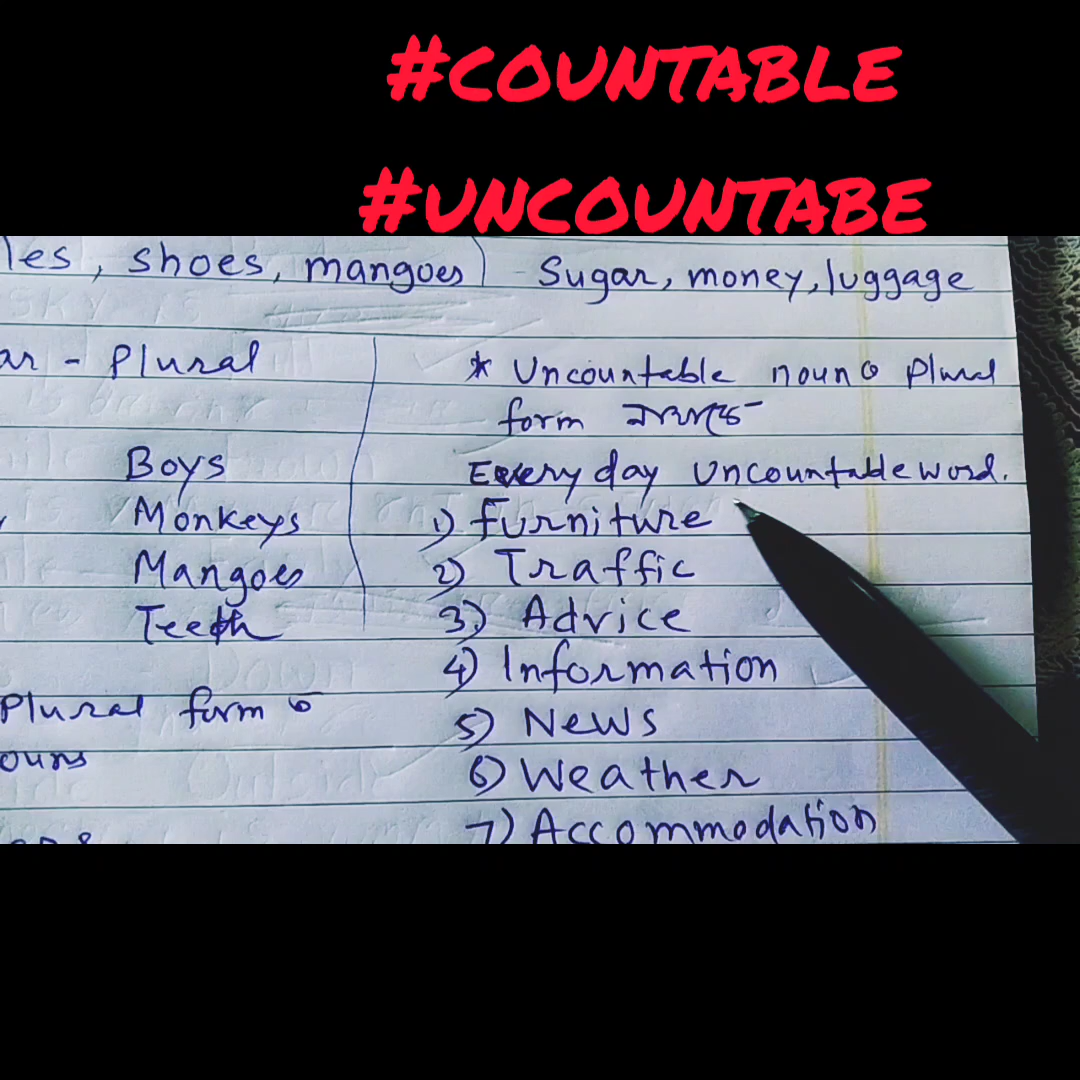 #COUNTABLE
#UNCOUNTABE
les, shoes, mangoes) Sugar, money, luggage
ar - Plural
Boys
Monkeys
Mangoes
Teeth
Plural form
ouns
* Uncountable noun Plural
form
Everyday Uncountable word.
1) Furniture
2) Traffic
3) Advice
4) Information
5) News
6) Weather
7) Accommodation